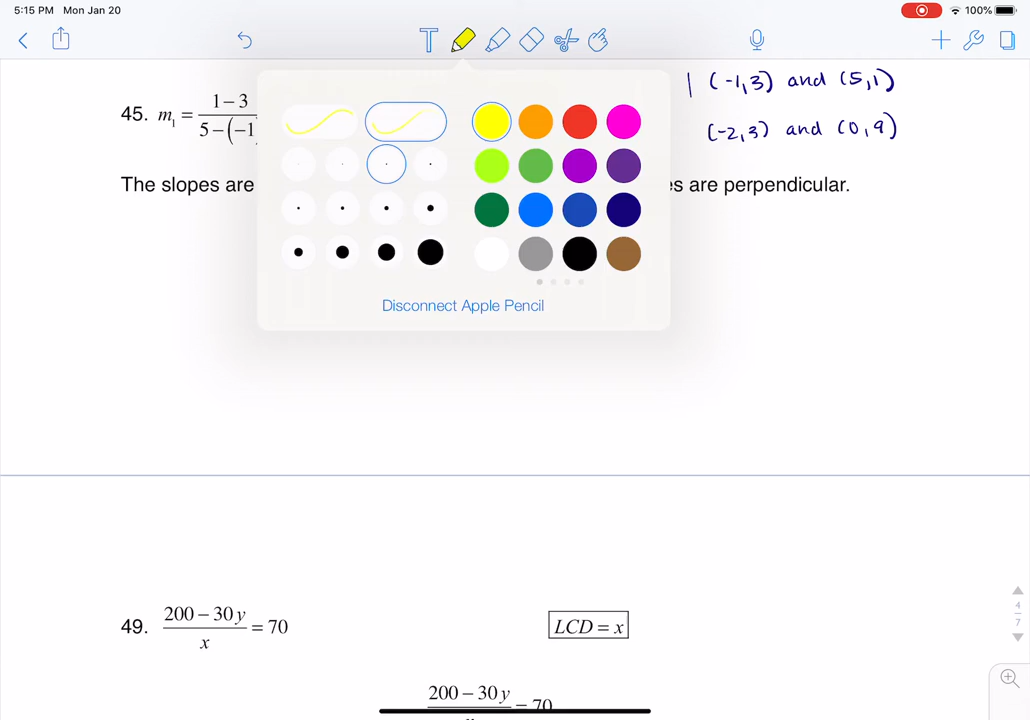 5:15 PM Mon Jan 20
100%
T
| (-1,3) and (5,1)
(-2,3) and (0,9)
45. m₁ = (1 − 3)/(5 − (−1)
The slopes are
es are perpendicular.
Disconnect Apple Pencil
4
7
49. (200 − 30y)/x = 70
LCD = x
200 − 30y = 70